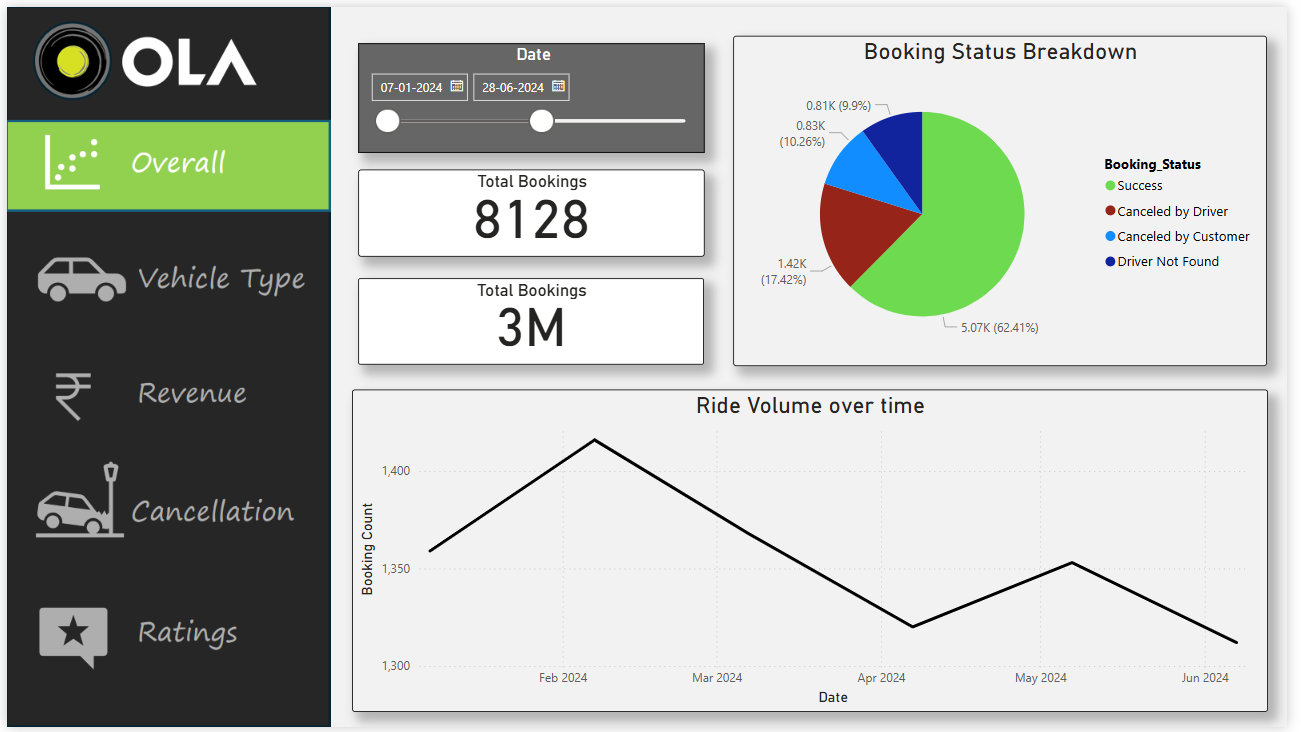 OLA
Overall
Vehicle Type
Revenue
Cancellation
Ratings
Date
07-01-2024
28-06-2024
Total Bookings
8128
Total Bookings
3M
Booking Status Breakdown
0.81K (9.9%)
0.83K
(10.26%)
1.42K
(17.42%)
5.07K (62.41%)
Booking_Status
Success
Canceled by Driver
Canceled by Customer
Driver Not Found
Ride Volume over time
Booking Count
1,400
1,350
1,300
Feb 2024
Mar 2024
Apr 2024
May 2024
Jun 2024
Date